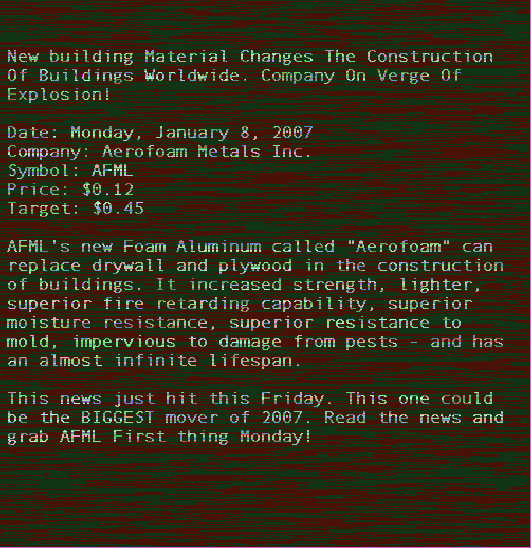 New building Material Changes The Construction
Of Buildings Worldwide. Company On Verge Of
Explosion!
Date: Monday, January 8, 2007
Company: Aerofoam Metals Inc.
Symbol: AFML
Price: $0.12
Target: $0.45
AFML's new Foam Aluminum called "Aerofoam" can
replace drywall and plywood in the construction
of buildings. It increased strength, lighter,
superior fire retarding capability, superior
moisture resistance, superior resistance to
mold, impervious to damage from pests - and has
an almost infinite lifespan.
This news just hit this Friday. This one could
be the BIGGEST mover of 2007. Read the news and
grab AFML First thing Monday!